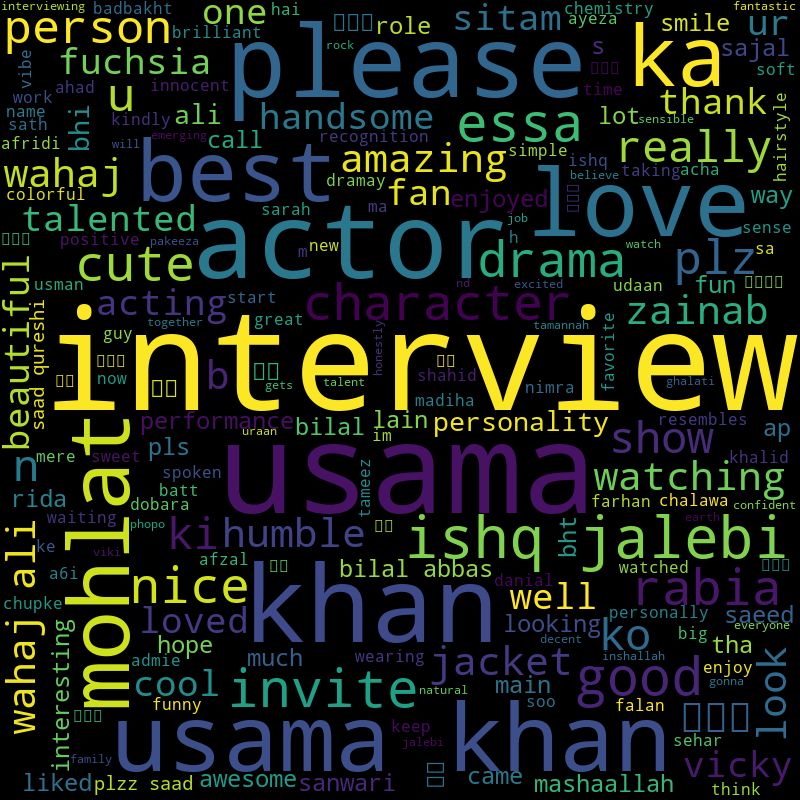 interviewing badbakht one hai sitam chemistry ur fantastic
person brilliant please ka
role ayeza smile sajal
vibe fuchsia u innocent rock s soft
work ahad best handsome essa time lot thank
name kindly ali call recognition amazing simple sensible really hairstyle
sath bhi
afridi wahaj fan dramay ishq taking acha way
colorful enjoyed believe love
talented sarah actor ma job sense
positive pakeeza m new h drama watch plz sa
usman cute nd excited udaan fun
beautiful acting start character zainab
saad qureshi guy together great tamannah favorite
interview honestly
now gets talent shahid nimra ghalati
b madiha
uraan performance bilal lain im personality resembles ap
mohlat n pls usama show
mere sweet spoken tameez khalid
rida batt watching
waiting dobara farhan chalawa confident
phopo ki humble ishq jalebi bht earth
wahaj ali ke viki afzal
a6i nice bilal abbas danial watched rabia
chupke loved khan well personally saeed
hope looking ko big everyone
interesting admie much wearing decent tha
cool invite jacket main inshallah good enjoy look
funny natural soo gonna falan
family usama khan keep came jalebi sehar
liked plzz saad awesome sanwari mashaallah vicky
will emerging think